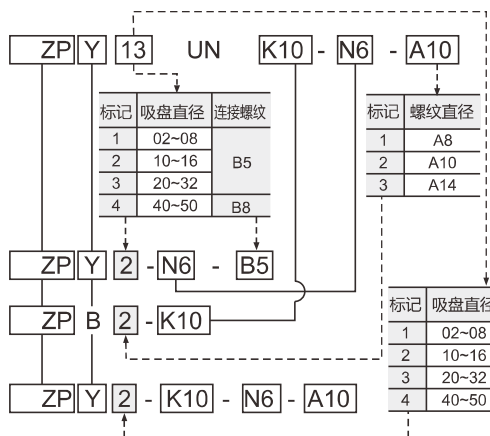 ZP Y 13 UN K10 - N6 - A10
标记 吸盘直径 连接螺纹
1 02~08 B5
2 10~16
3 20~32
4 40~50 B8
标记 螺纹直径
1 A8
2 A10
3 A14
ZP Y 2 - N6 - B5
ZP B 2 - K10
标记 吸盘直径
1 02~08
2 10~16
3 20~32
4 40~50
ZP Y 2 - K10 - N6 - A10